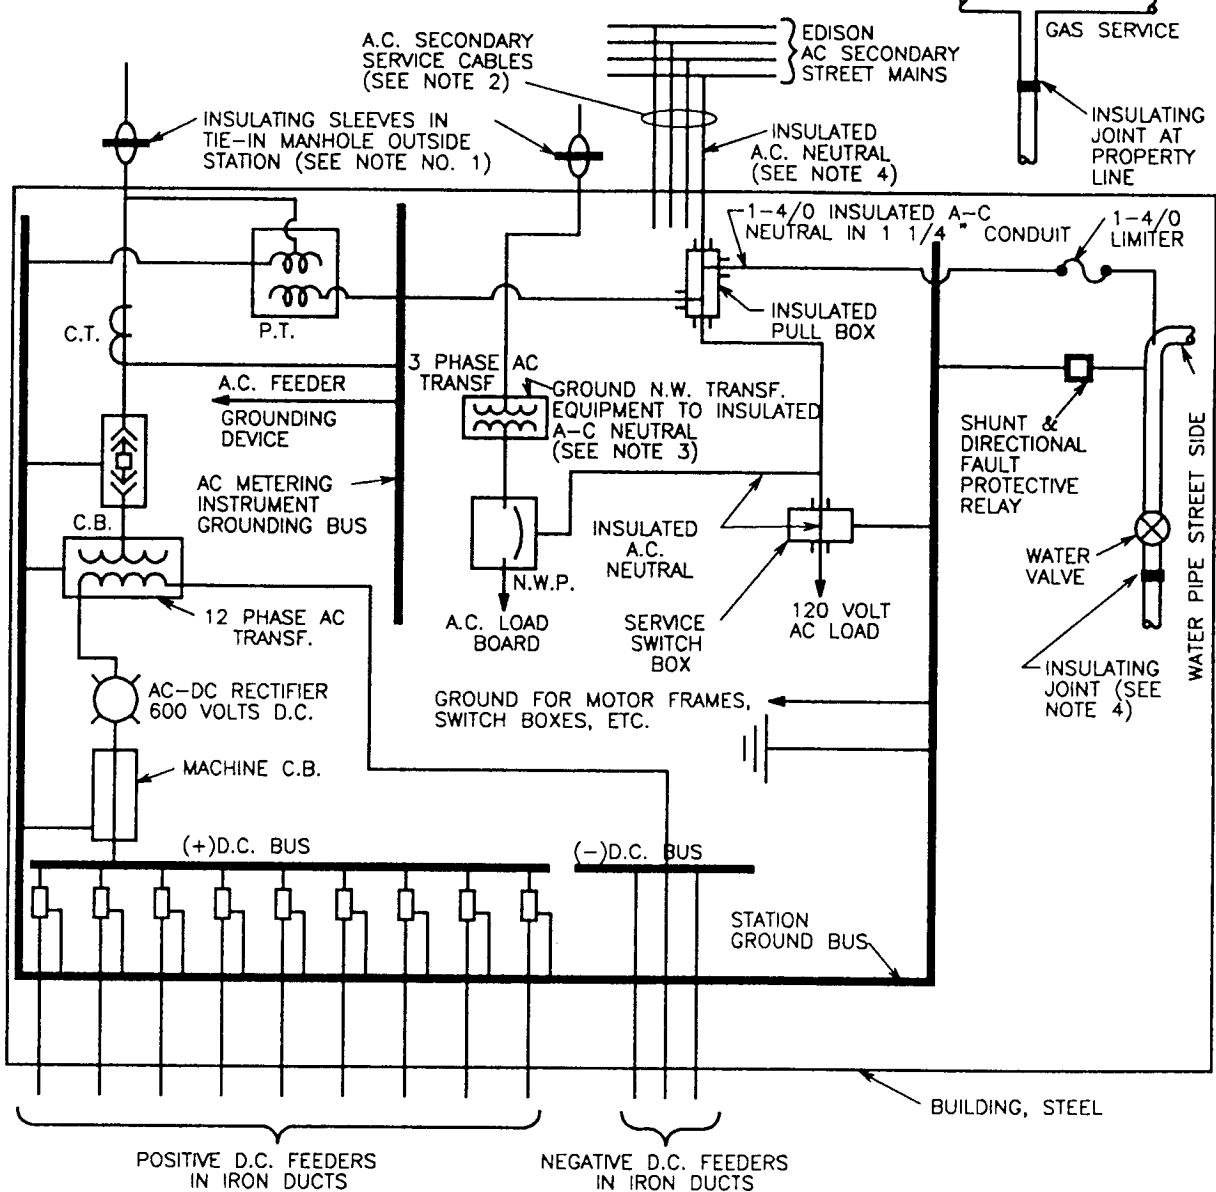 GAS SERVICE
A.C. SECONDARY
SERVICE CABLES
(SEE NOTE 2)
EDISON
AC SECONDARY
STREET MAINS
INSULATING SLEEVES IN
TIE-IN MANHOLE OUTSIDE
STATION (SEE NOTE NO. 1)
INSULATED
A.C. NEUTRAL
(SEE NOTE 4)
INSULATING
JOINT AT
PROPERTY
LINE
1-4/0 INSULATED A-C
NEUTRAL IN 1 1/4 " CONDUIT
1-4/0
LIMITER
C.T.
P.T.
INSULATED
PULL BOX
3 PHASE AC
TRANSF
A.C. FEEDER
GROUNDING
DEVICE
GROUND N.W. TRANSF.
EQUIPMENT TO INSULATED
A-C NEUTRAL
(SEE NOTE 3)
SHUNT &
DIRECTIONAL
FAULT
PROTECTIVE
RELAY
WATER PIPE STREET SIDE
AC METERING
INSTRUMENT
GROUNDING BUS
C.B.
INSULATED
A.C.
NEUTRAL
WATER
VALVE
N.W.P.
12 PHASE AC
TRANSF.
A.C. LOAD
BOARD
SERVICE
SWITCH
BOX
120 VOLT
AC LOAD
INSULATING
JOINT (SEE
NOTE 4)
AC-DC RECTIFIER
600 VOLTS D.C.
GROUND FOR MOTOR FRAMES,
SWITCH BOXES, ETC.
MACHINE C.B.
(+)D.C. BUS
(-)D.C. BUS
STATION
GROUND BUS
BUILDING, STEEL
POSITIVE D.C. FEEDERS
IN IRON DUCTS
NEGATIVE D.C. FEEDERS
IN IRON DUCTS